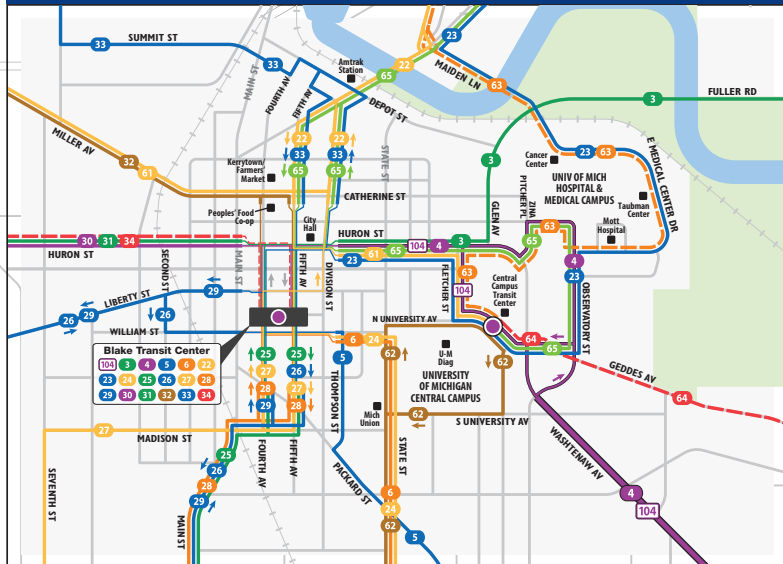 SUMMIT ST
33
33
MAIN ST
FOURTH AV
FIFTH AV
Amtrak
Station
65
22
23
MAIDEN LN
63
DEPOT ST
3
FULLER RD
MILLER AV
32
61
22
33
65
22
33
65
STATE ST
Kerrytown/
Farmers'
Market
Peoples' Food
Co-op
CATHERINE ST
City
Hall
3
GLEN AV
Cancer
Center
23
63
UNIV OF MICH
HOSPITAL &
MEDICAL CAMPUS
Taubman
Center
Mott
Hospital
E MEDICAL CENTER DR
ZINA
PITCHER PL
63
65
30
31
34
HURON ST
HURON ST
104
4
3
65
61
23
4
23
OBSERVATORY ST
SECOND ST
MAIN ST
FIFTH AV
DIVISION ST
FLETCHER ST
63
104
Central
Campus
Transit
Center
LIBERTY ST
29
26
29
26
WILLIAM ST
N UNIVERSITY AV
6
24
5
62
62
64
65
GEDDES AV
64
U-M
Diag
UNIVERSITY
OF MICHIGAN
CENTRAL CAMPUS
Blake Transit Center
104 3 4 5 6 22
23 24 25 26 27 28
29 30 31 32 33 34
25
27
28
29
25
26
27
28
THOMPSON ST
Mich
Union
62
S UNIVERSITY AV
27
MADISON ST
SEVENTH ST
25
26
28
29
MAIN ST
FOURTH AV
FIFTH AV
PACKARD ST
STATE ST
6
24
62
5
WASHTENAW AV
4
104